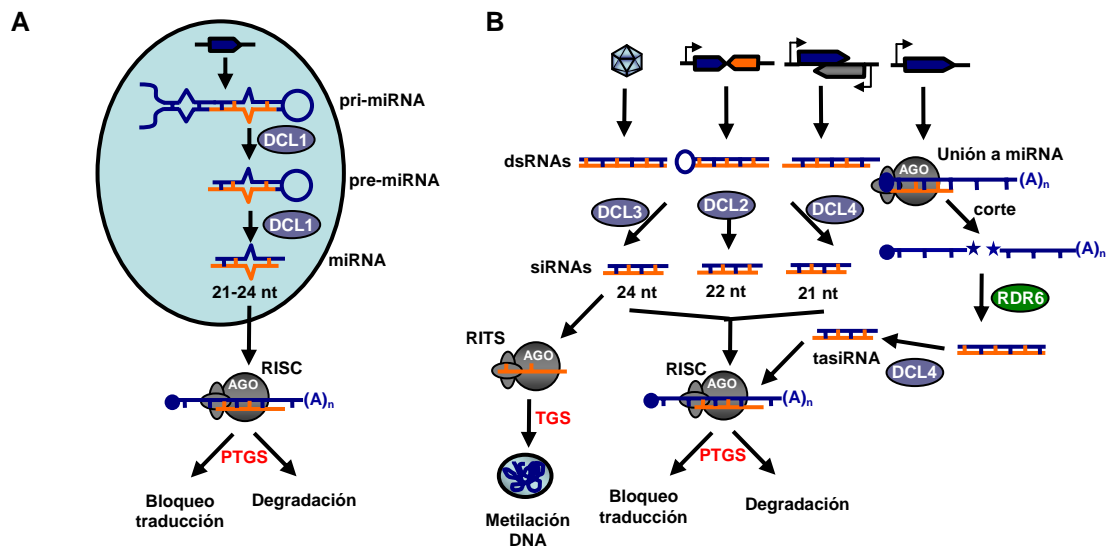 A
pri-miRNA
DCL1
pre-miRNA
DCL1
miRNA
21-24 nt
RISC
AGO
(A)n
PTGS
Bloqueo
traducción
Degradación
B
dsRNAs
Unión a miRNA
AGO
(A)n
corte
DCL3
DCL2
DCL4
(A)n
siRNAs
24 nt
22 nt
21 nt
RDR6
RITS
AGO
tasiRNA
DCL4
RISC
AGO
(A)n
TGS
PTGS
Metilación
DNA
Bloqueo
traducción
Degradación